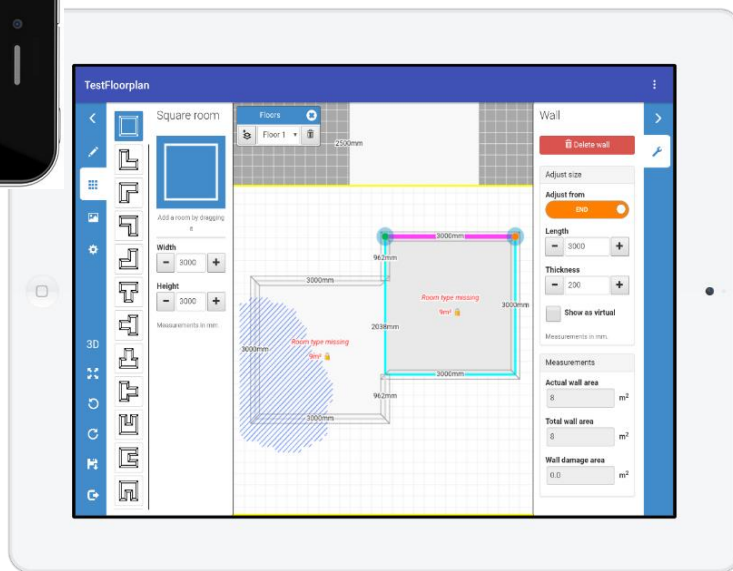 TestFloorplan
Square room
Add a room by dragging
it
Width
3000
Height
3000
Measurements in mm.
3D
Floors
Floor 1
2500mm
3000mm
962mm
3000mm
Room type missing
9m²
3000mm
2038mm
3000mm
Room type missing
9m²
3000mm
962mm
3000mm
Wall
Delete wall
Adjust size
Adjust from
END
Length
3000
Thickness
200
Show as virtual
Measurements in mm.
Measurements
Actual wall area
8 m²
Total wall area
8 m²
Wall damage area
0.0 m²